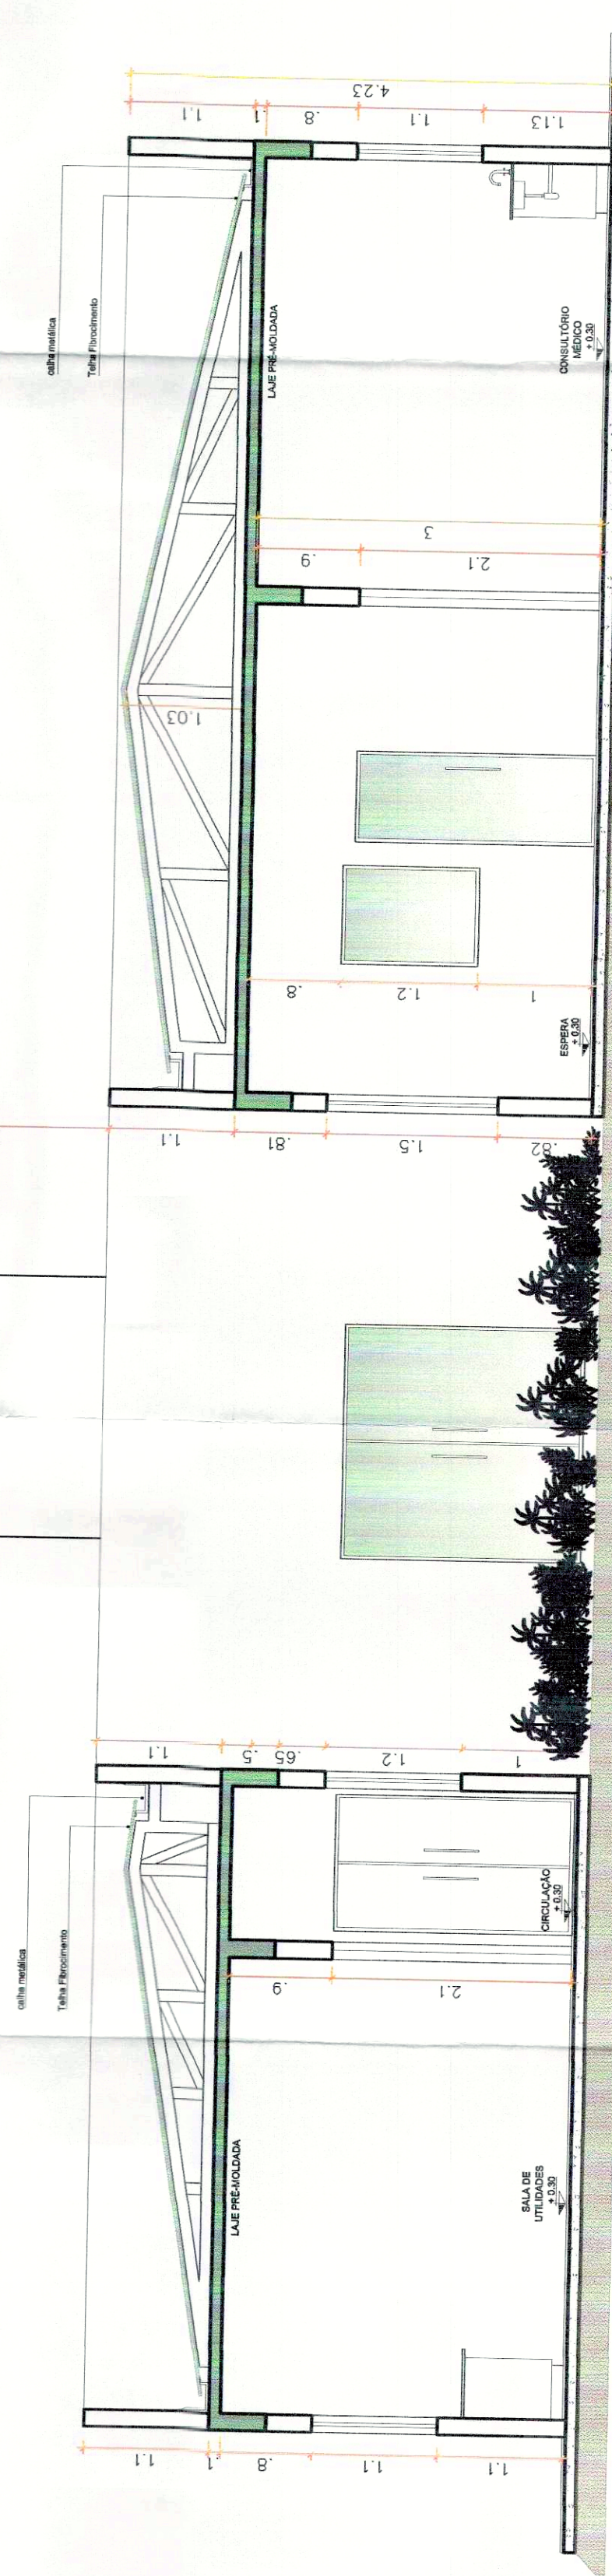 4.23
1.1
.1
.8
1.1
1.13
calha metálica
Telha Fibrocimento
LAJE PRÉ-MOLDADA
CONSULTÓRIO
MÉDICO
+ 0.30
3
.9
2.1
1.03
.8
1.2
1
ESPERA
+ 0.30
1.1
.81
1.5
.82
1.1
.5
.65
1.2
1
calha metálica
Telha Fibrocimento
CIRCULAÇÃO
+ 0.30
.9
2.1
LAJE PRÉ-MOLDADA
SALA DE
UTILIDADES
+ 0.30
1.1
.1
.8
1.1
1.1